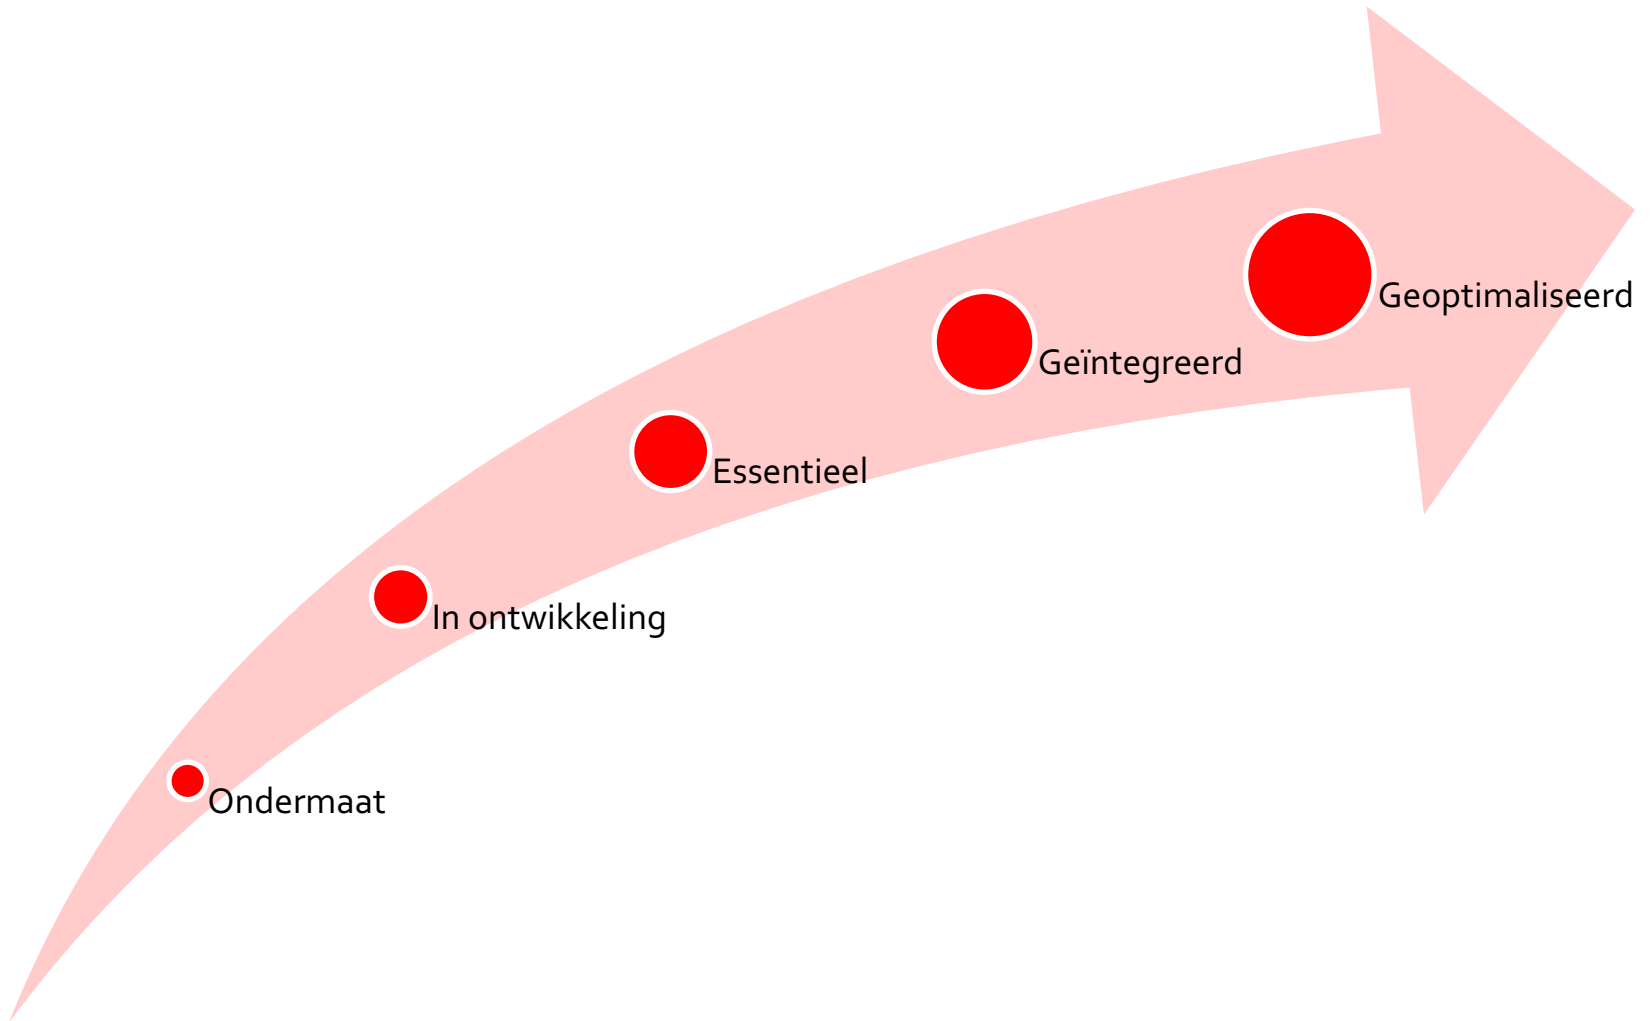 Geoptimaliseerd
Geïntegreerd
Essentieel
In ontwikkeling
Ondermaat